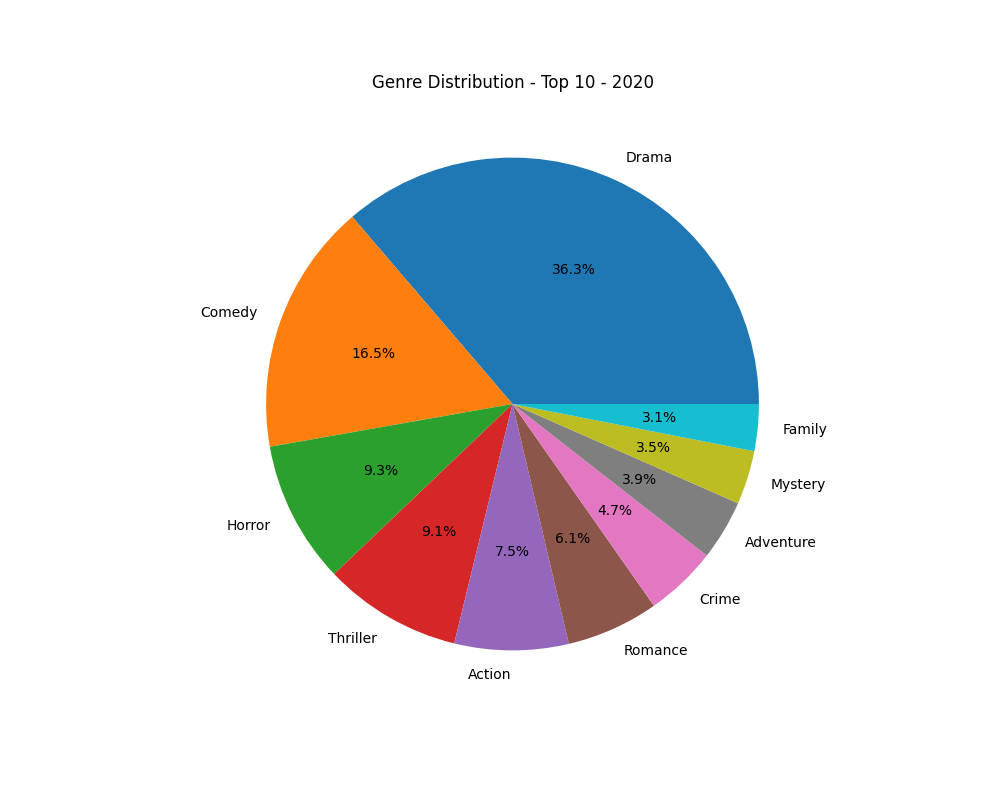 Genre Distribution - Top 10 - 2020
Drama
36.3%
Comedy
16.5%
Horror
9.3%
Thriller
9.1%
Action
7.5%
Romance
6.1%
Crime
4.7%
Adventure
3.9%
Mystery
3.5%
Family
3.1%